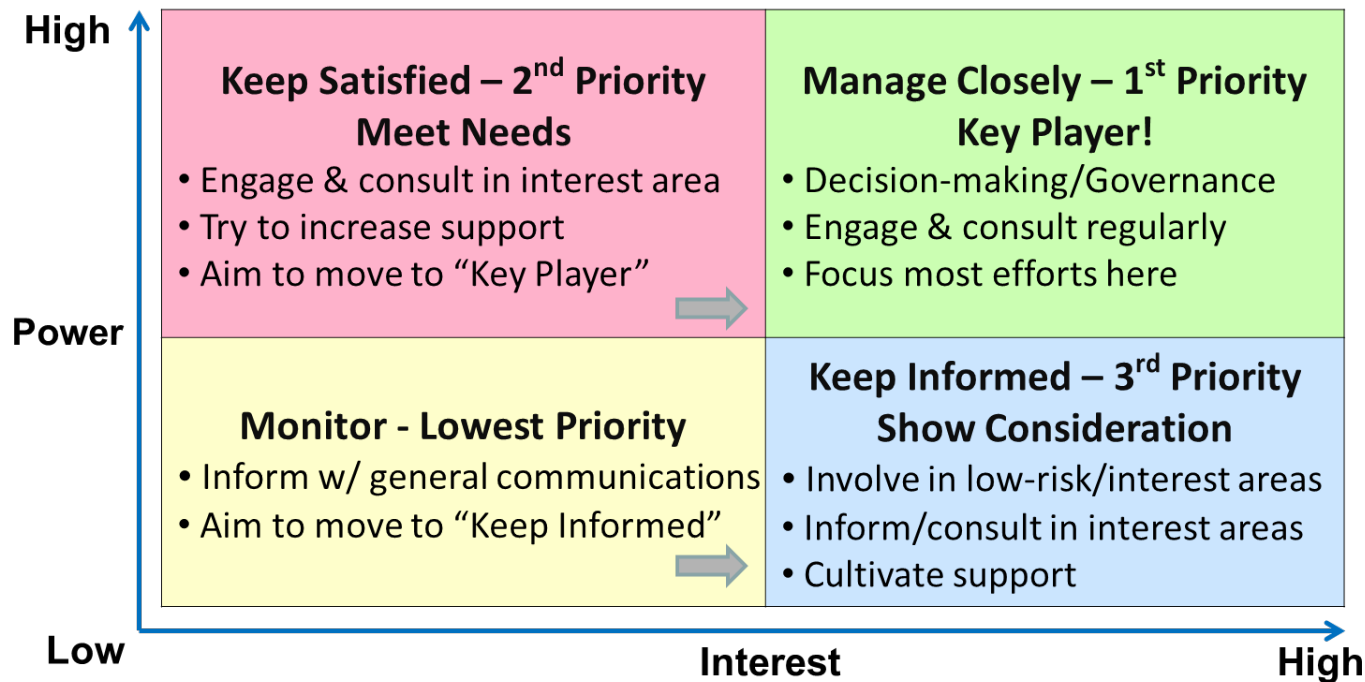 High
Keep Satisfied – 2nd Priority
Meet Needs
• Engage & consult in interest area
• Try to increase support
• Aim to move to “Key Player”
Manage Closely – 1st Priority
Key Player!
• Decision-making/Governance
• Engage & consult regularly
• Focus most efforts here
Power
Monitor - Lowest Priority
• Inform w/ general communications
• Aim to move to “Keep Informed”
Keep Informed – 3rd Priority
Show Consideration
• Involve in low-risk/interest areas
• Inform/consult in interest areas
• Cultivate support
Low
Interest
High